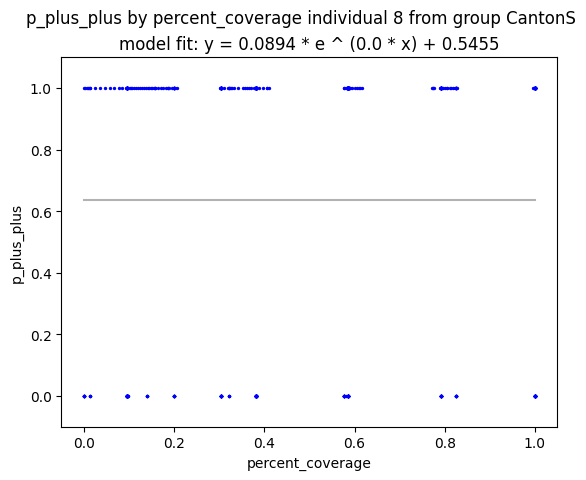 p_plus_plus by percent_coverage individual 8 from group CantonS
model fit: y = 0.0894 * e ^ (0.0 * x) + 0.5455
1.0
0.8
0.6
0.4
0.2
0.0
p_plus_plus
0.0 0.2 0.4 0.6 0.8 1.0
percent_coverage